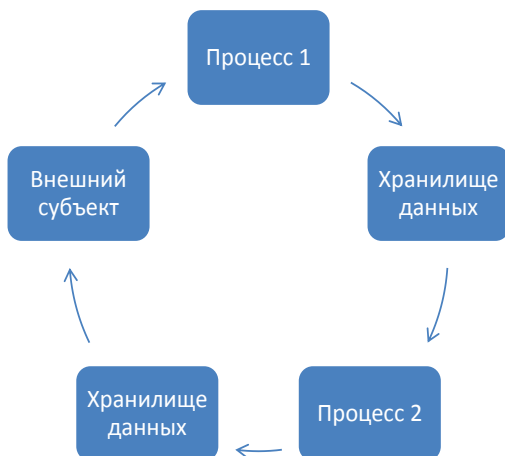 Процесс 1
Внешний
субъект
Хранилище
данных
Хранилище
данных
Процесс 2